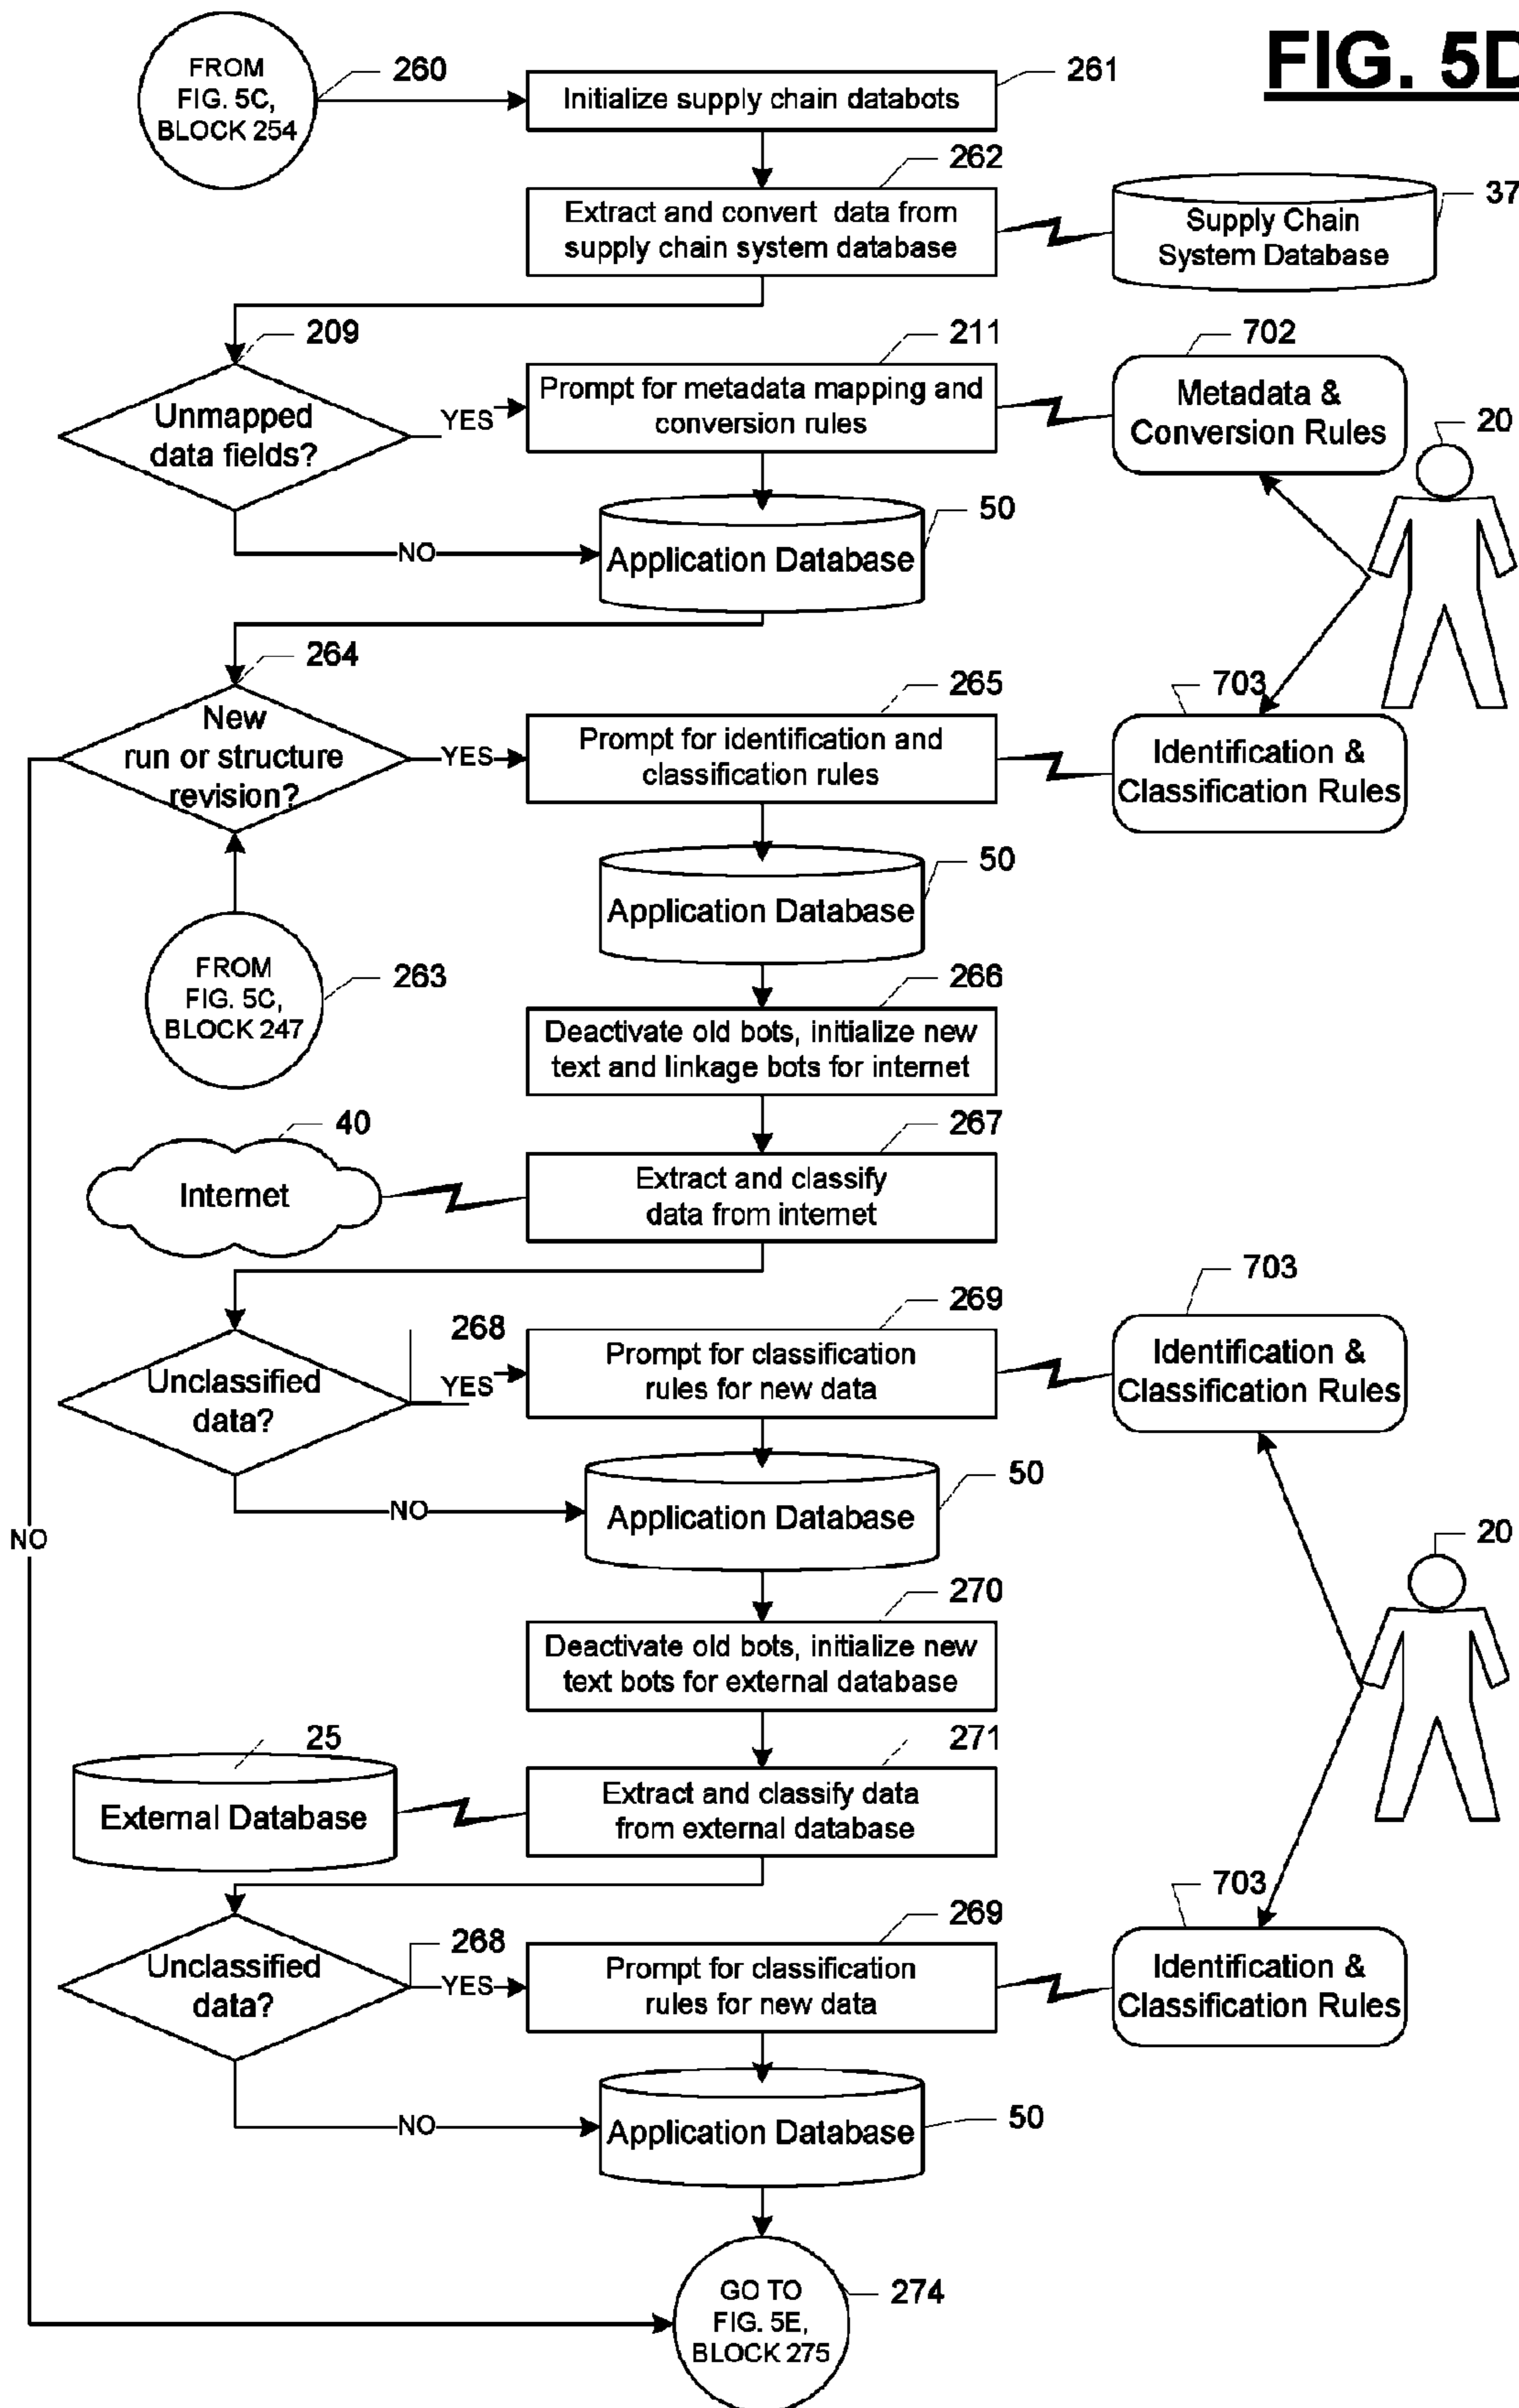 FIG. 5D
FROM
FIG. 5C,
BLOCK 254
260
Initialize supply chain databots
261
262
Extract and convert data from
supply chain system database
Supply Chain
System Database
37
209
Unmapped
data fields?
YES
211
Prompt for metadata mapping and
conversion rules
702
Metadata &
Conversion Rules
20
NO
Application Database
50
264
New
run or structure
revision?
YES
265
Prompt for identification and
classification rules
703
Identification &
Classification Rules
Application Database
50
FROM
FIG. 5C,
BLOCK 247
263
266
Deactivate old bots, initialize new
text and linkage bots for internet
40
Internet
267
Extract and classify
data from internet
268
Unclassified
data?
YES
269
Prompt for classification
rules for new data
703
Identification &
Classification Rules
NO
Application Database
50
NO
20
270
Deactivate old bots, initialize new
text bots for external database
25
External Database
271
Extract and classify data
from external database
268
Unclassified
data?
YES
269
Prompt for classification
rules for new data
703
Identification &
Classification Rules
NO
Application Database
50
GO TO
FIG. 5E,
BLOCK 275
274